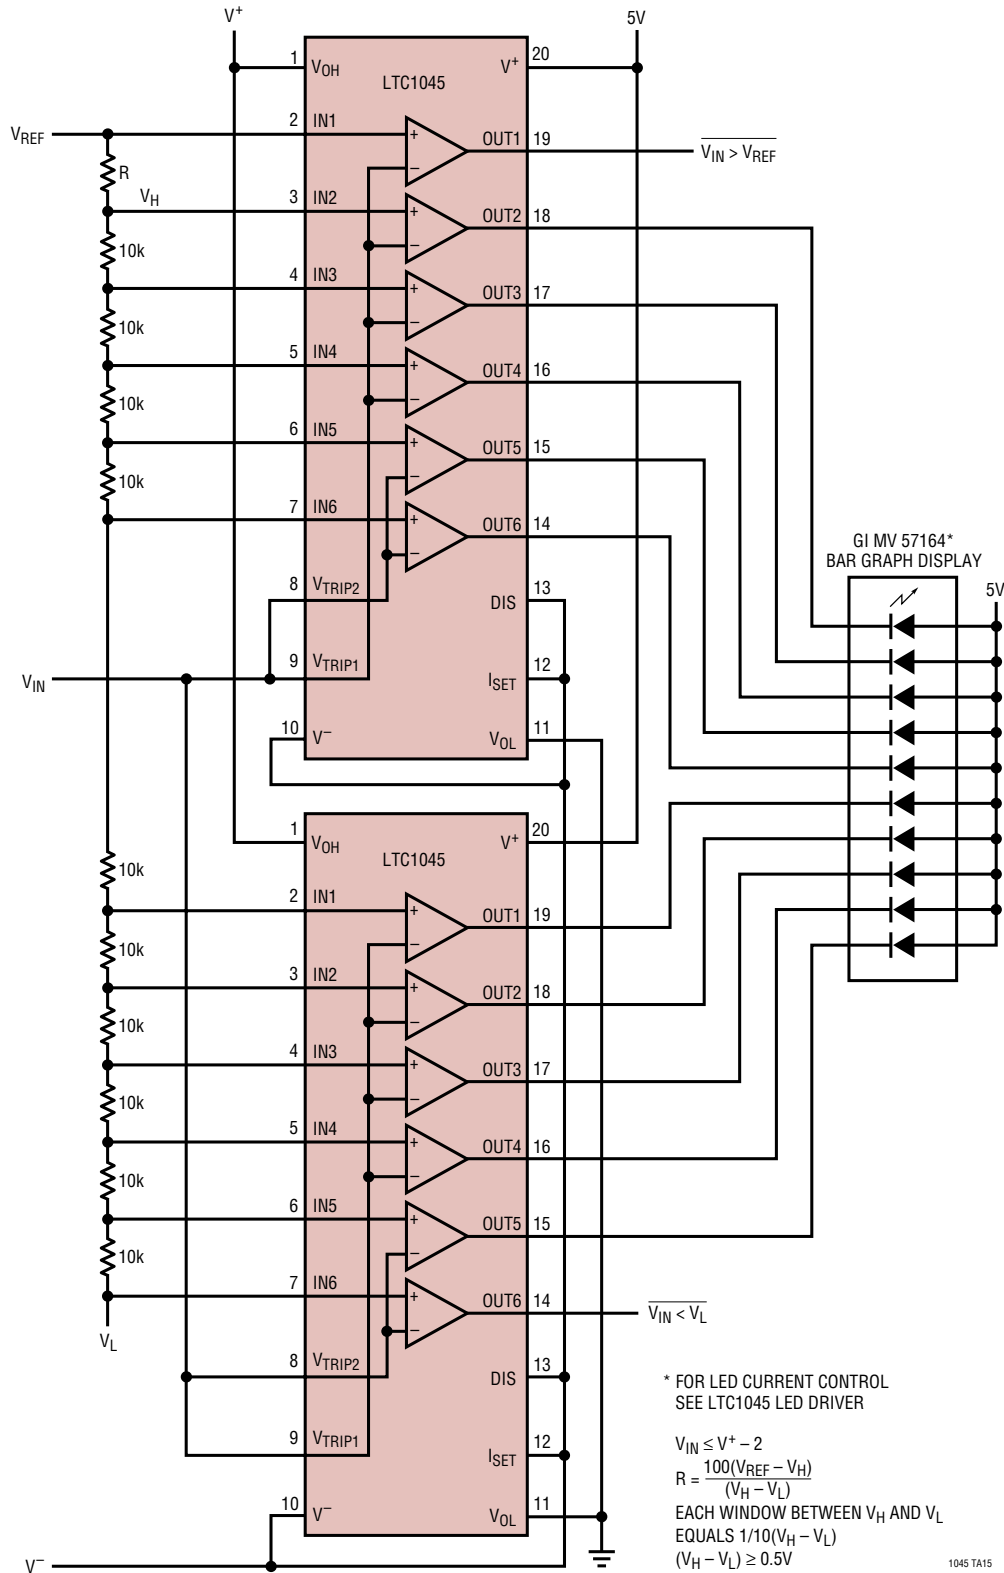 V+
5V
1
VOH
V+
20
LTC1045
VREF
2
IN1
+
−
OUT1
19
VIN > VREF
R
VH
3
IN2
+
−
OUT2
18
10k
4
IN3
+
−
OUT3
17
10k
5
IN4
+
−
OUT4
16
10k
6
IN5
+
−
OUT5
15
10k
7
IN6
+
−
OUT6
14
GI MV 57164*
BAR GRAPH DISPLAY
5V
8
VTRIP2
DIS
13
VIN
9
VTRIP1
ISET
12
10
V−
VOL
11
1
VOH
V+
20
LTC1045
10k
2
IN1
+
−
OUT1
19
10k
3
IN2
+
−
OUT2
18
10k
4
IN3
+
−
OUT3
17
10k
5
IN4
+
−
OUT4
16
10k
6
IN5
+
−
OUT5
15
10k
7
IN6
+
−
OUT6
14
VIN < VL
VL
8
VTRIP2
DIS
13
9
VTRIP1
ISET
12
10
V−
VOL
11
V−
* FOR LED CURRENT CONTROL
SEE LTC1045 LED DRIVER
VIN ≤ V+ – 2
R = 100(VREF – VH) / (VH – VL)
EACH WINDOW BETWEEN VH AND VL
EQUALS 1/10(VH – VL)
(VH – VL) ≥ 0.5V
1045 TA15